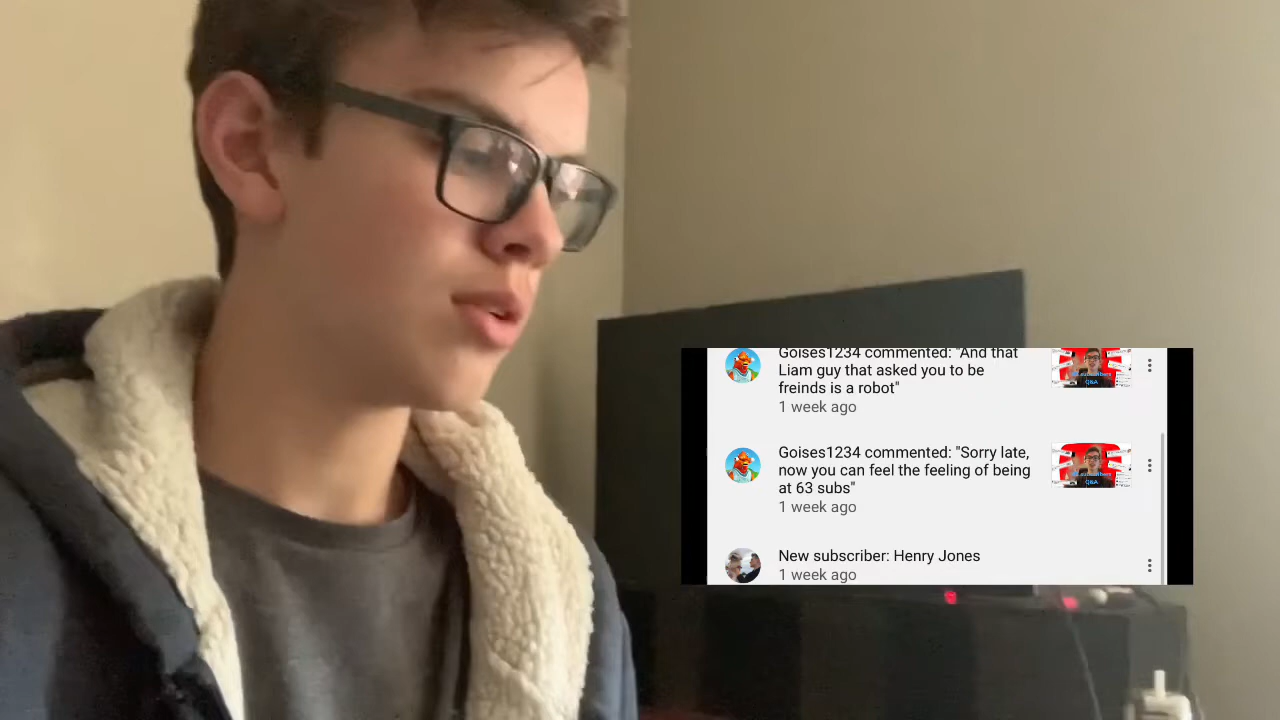 Goises1234 commented: "And that
Liam guy that asked you to be
freinds is a robot"
1 week ago
Goises1234 commented: "Sorry late,
now you can feel the feeling of being
at 63 subs"
1 week ago
New subscriber: Henry Jones
1 week ago
subscribers
Q&A
subscribers
Q&A